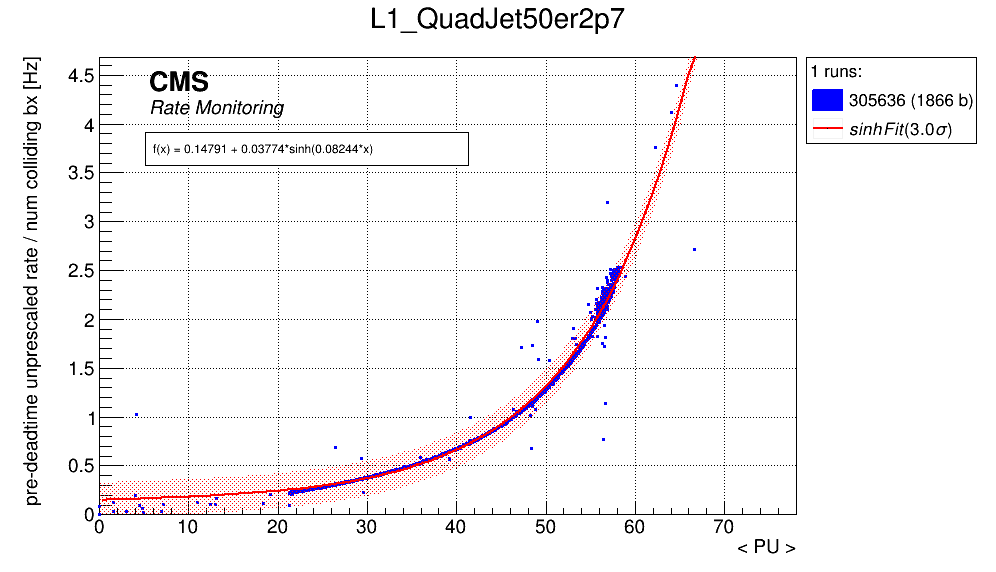 L1_QuadJet50er2p7
pre-deadtime unprescaled rate / num colliding bx [Hz]
CMS
Rate Monitoring
f(x) = 0.14791 + 0.03774*sinh(0.08244*x)
1 runs:
305636 (1866 b)
sinhFit(3.0σ)
4.5
4
3.5
3
2.5
2
1.5
1
0.5
0
0 10 20 30 40 50 60 70
< PU >